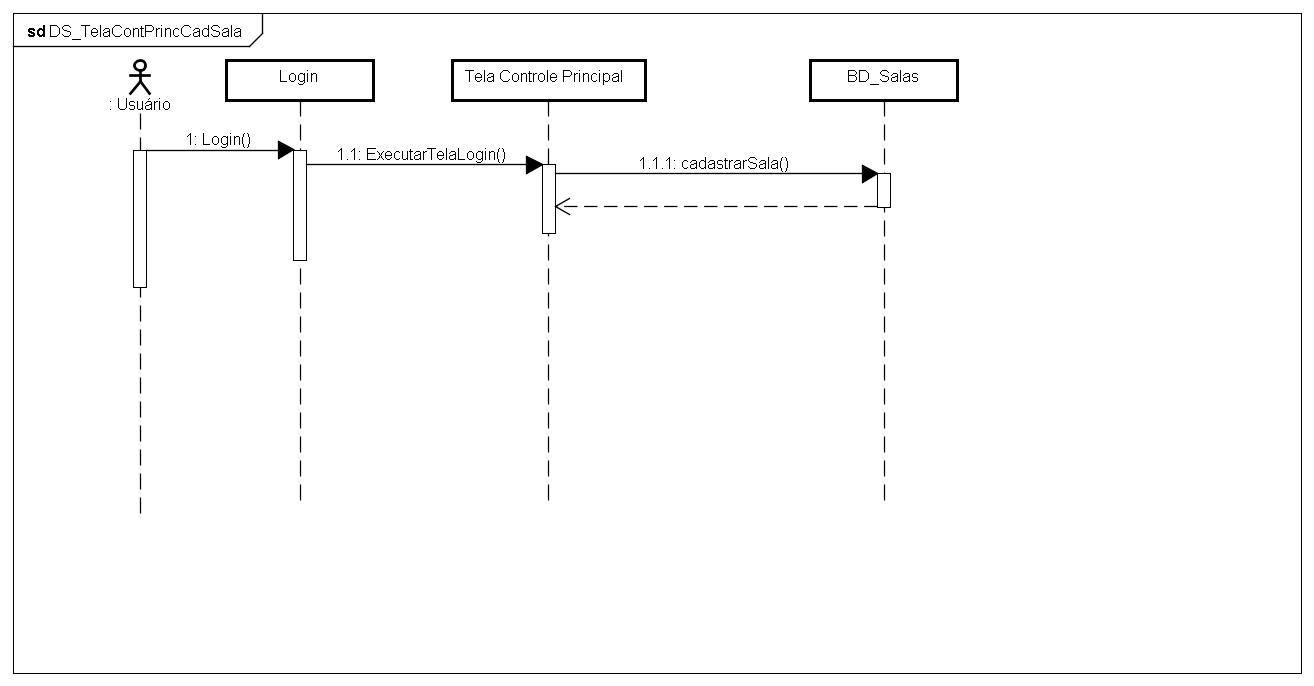 sd DS_TelaContPrincCadSala
: Usuário
Login
Tela Controle Principal
BD_Salas
1: Login()
1.1: ExecutarTelaLogin()
1.1.1: cadastrarSala()